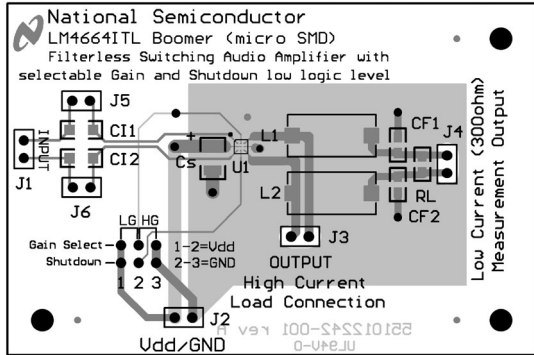 National Semiconductor
LM4664ITL Boomer (micro SMD)
Filterless Switching Audio Amplifier with
selectable Gain and Shutdown low logic level
J5
CI1
CI2
INPUT
J1
J6
+
Cs
U1
L1
L2
CF1
J4
RL
CF2
J3
OUTPUT
High Current
Load Connection
Low Current (300ohm)
Measurement Output
LG HG
Gain Select
1-2=Vdd
Shutdown
2-3=GND
1 2 3
J2
Vdd/GND
551012242-001 rev A
UL94V-0